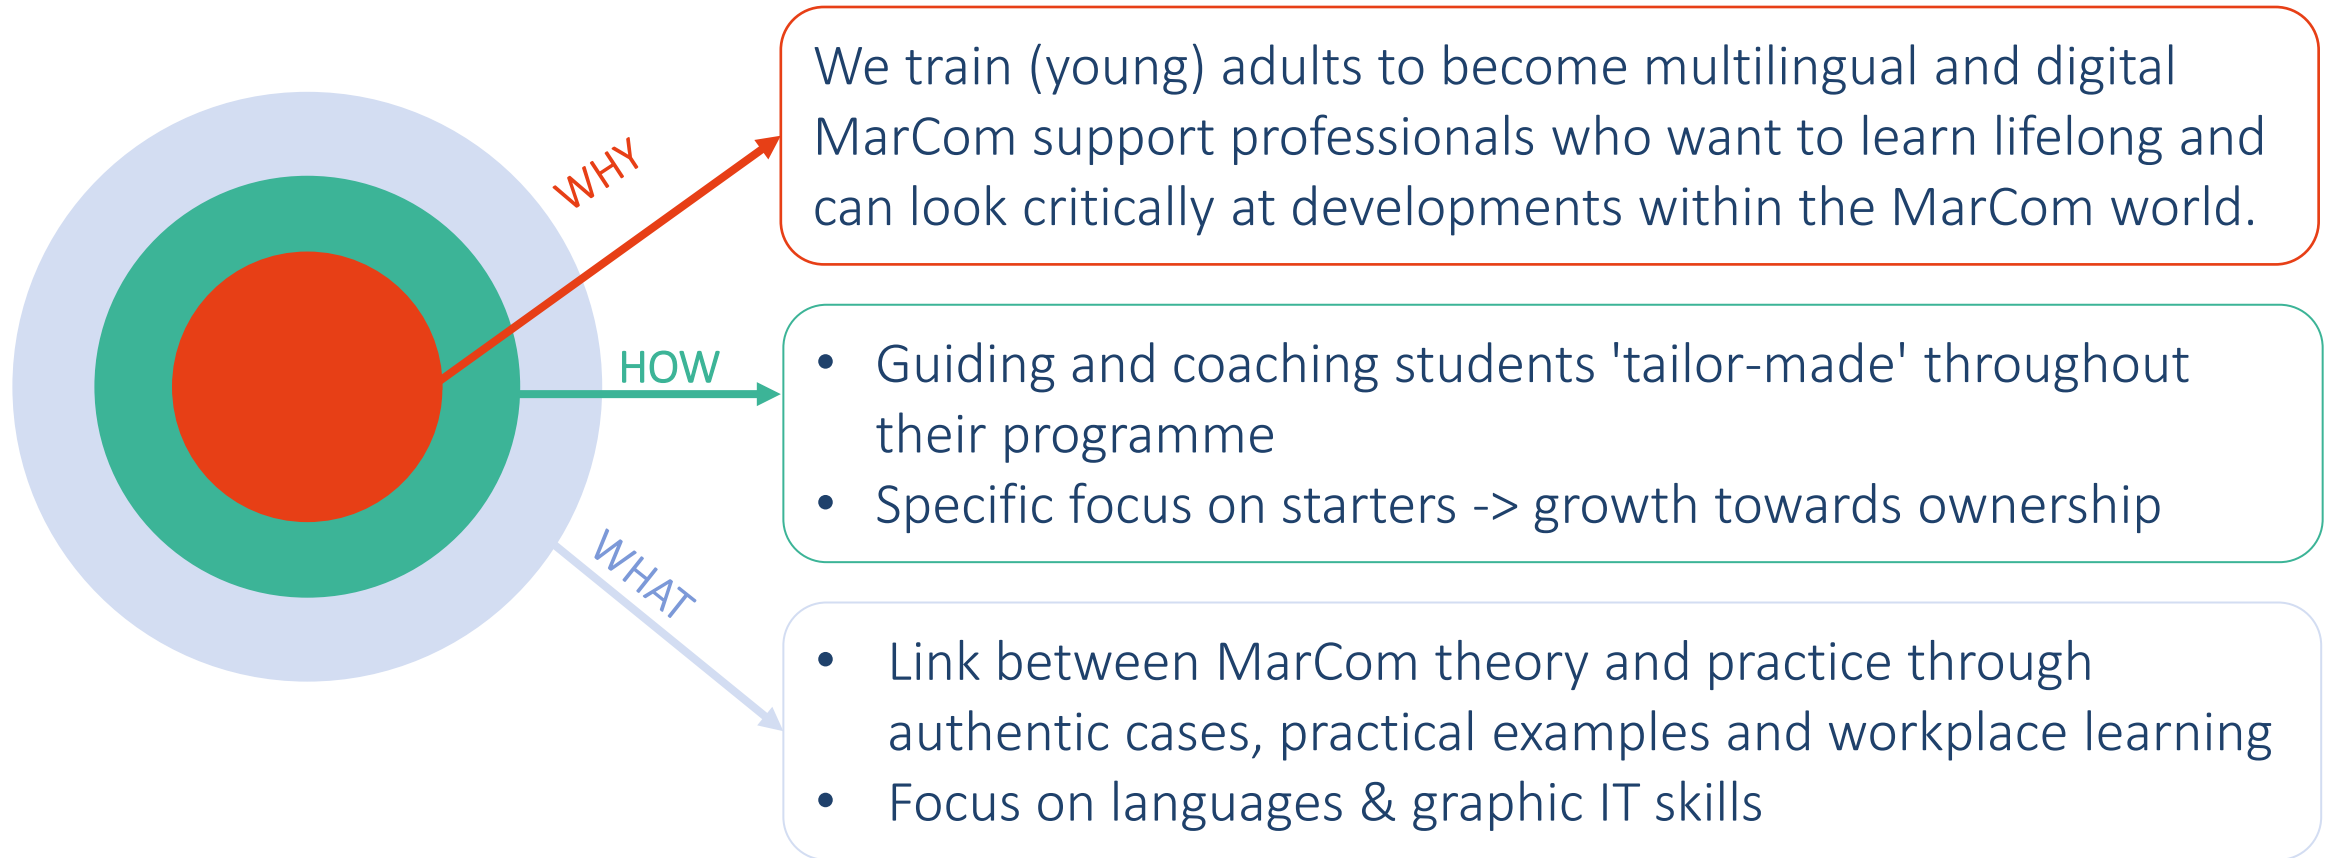 WHY
We train (young) adults to become multilingual and digital
MarCom support professionals who want to learn lifelong and
can look critically at developments within the MarCom world.
HOW
• Guiding and coaching students 'tailor-made' throughout
their programme
• Specific focus on starters -> growth towards ownership
WHAT
• Link between MarCom theory and practice through
authentic cases, practical examples and workplace learning
• Focus on languages & graphic IT skills